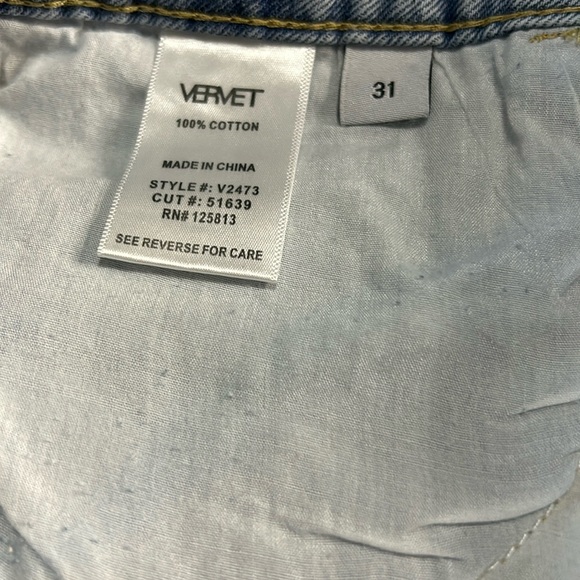 VERVET
100% COTTON
MADE IN CHINA
STYLE #: V2473
CUT #: 51639
RN# 125813
SEE REVERSE FOR CARE
31